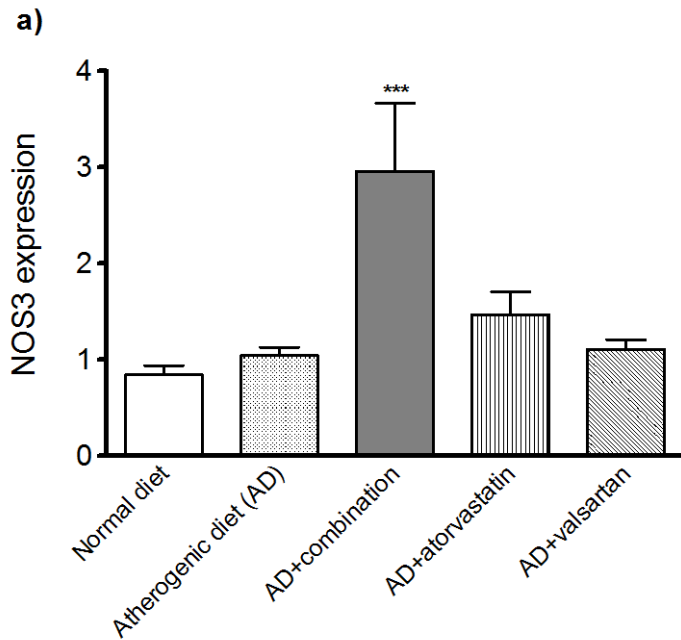 a)
NOS3 expression
4
3
2
1
0
***
Normal diet
Atherogenic diet (AD)
AD+combination
AD+atorvastatin
AD+valsartan